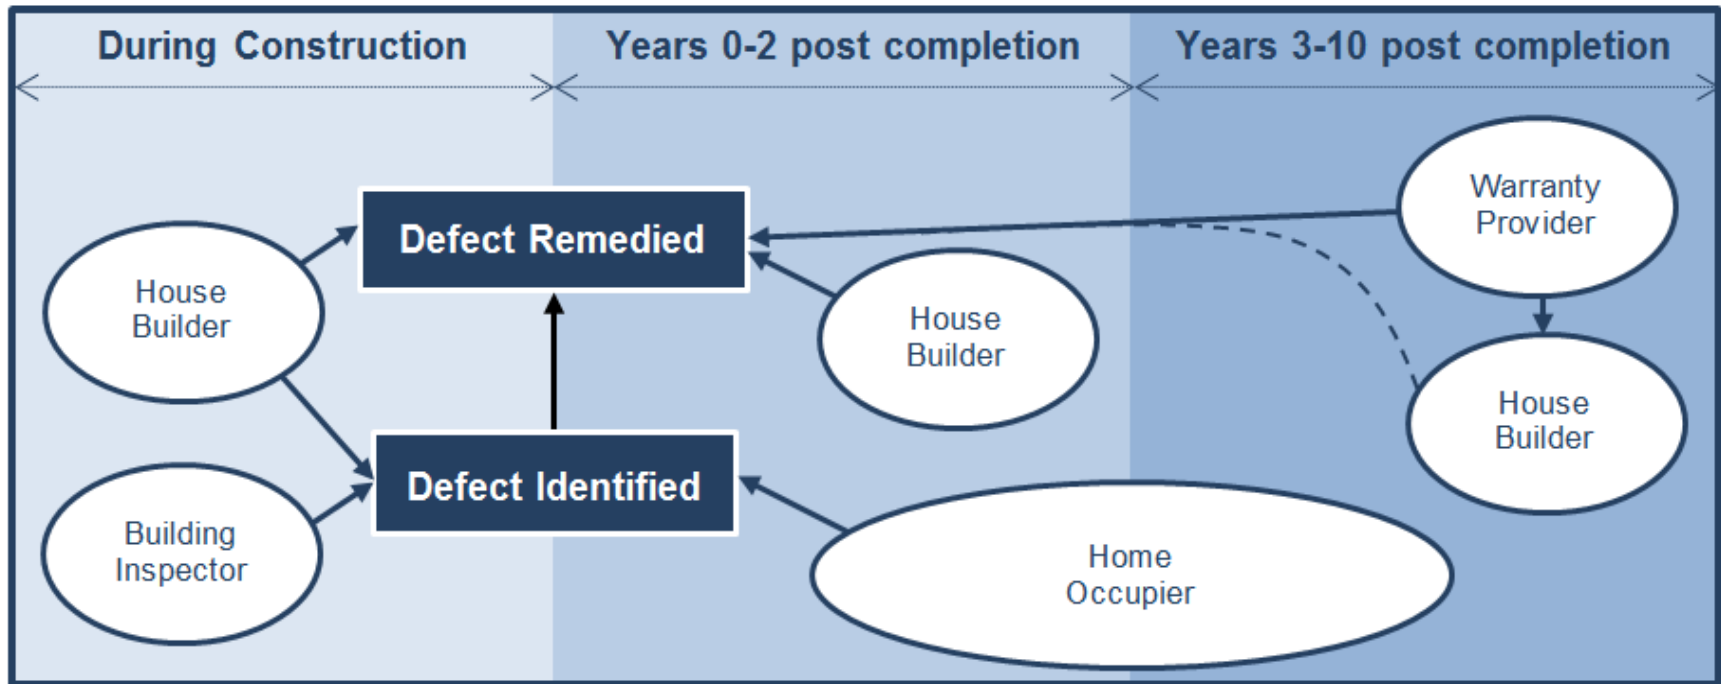 During Construction
Years 0-2 post completion
Years 3-10 post completion
Warranty
Provider
Defect Remedied
House
Builder
House
Builder
House
Builder
Defect Identified
Building
Inspector
Home
Occupier